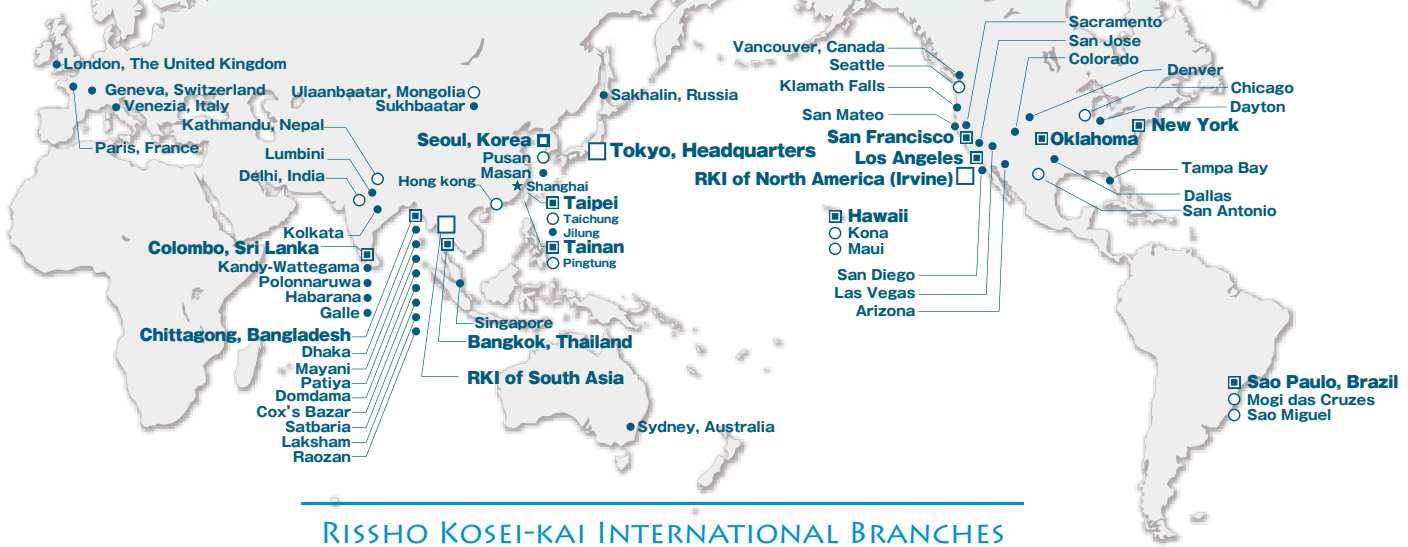 London, The United Kingdom
Geneva, Switzerland
Venezia, Italy
Paris, France
Ulaanbaatar, Mongolia
Sukhbaatar
Kathmandu, Nepal
Lumbini
Delhi, India
Kolkata
Colombo, Sri Lanka
Kandy-Wattegama
Polonnaruwa
Habarana
Galle
Chittagong, Bangladesh
Dhaka
Mayani
Patiya
Domdama
Cox's Bazar
Satbaria
Laksham
Raozan
Sakhalin, Russia
Seoul, Korea
Pusan
Masan
Tokyo, Headquarters
Hong kong
Shanghai
Taipei
Taichung
Jilung
Tainan
Pingtung
Singapore
Bangkok, Thailand
RKI of South Asia
Sydney, Australia
Vancouver, Canada
Seattle
Klamath Falls
San Mateo
San Francisco
Los Angeles
RKI of North America (Irvine)
Hawaii
Kona
Maui
San Diego
Las Vegas
Arizona
Sacramento
San Jose
Colorado
Denver
Chicago
Dayton
New York
Oklahoma
Tampa Bay
Dallas
San Antonio
Sao Paulo, Brazil
Mogi das Cruzes
Sao Miguel
Rissho Kosei-kai International Branches